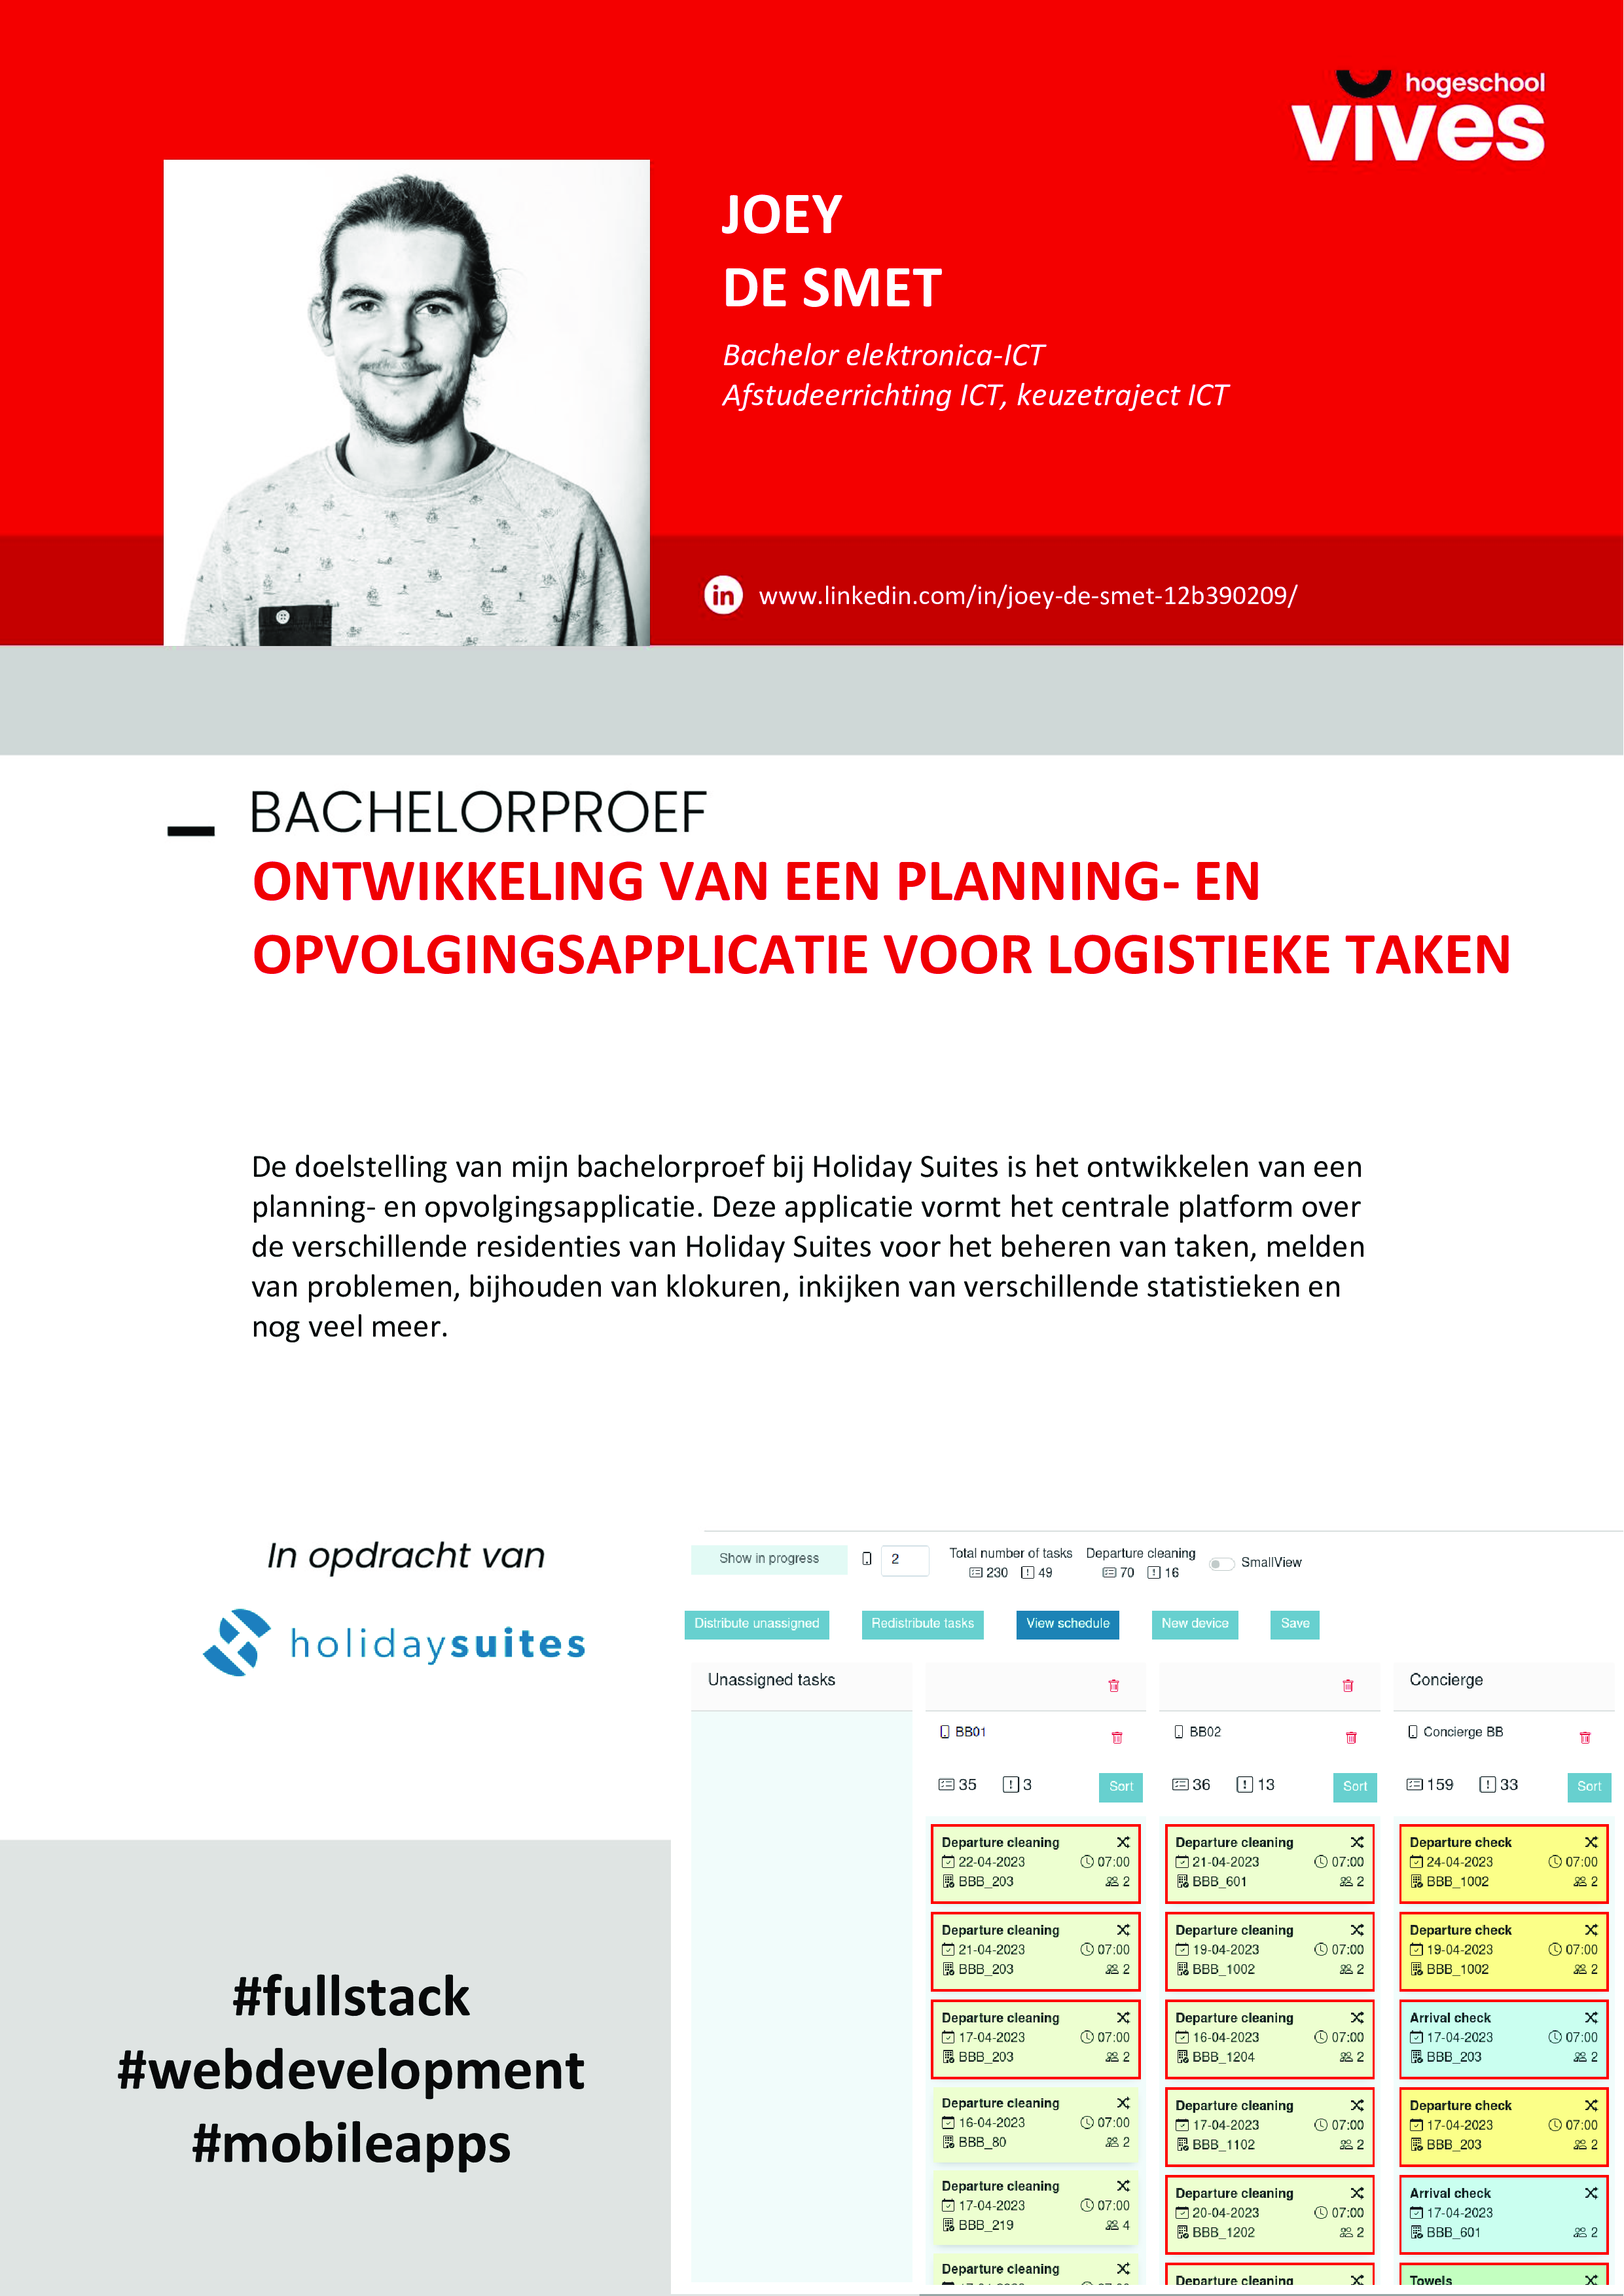 hogeschool
vives
JOEY
DE SMET
Bachelor elektronica-ICT
Afstudeerrichting ICT, keuzetraject ICT
in www.linkedin.com/in/joey-de-smet-12b390209/
BACHELORPROEF
ONTWIKKELING VAN EEN PLANNING- EN
OPVOLGINGSAPPLICATIE VOOR LOGISTIEKE TAKEN
De doelstelling van mijn bachelorproef bij Holiday Suites is het ontwikkelen van een
planning- en opvolgingsapplicatie. Deze applicatie vormt het centrale platform over
de verschillende residenties van Holiday Suites voor het beheren van taken, melden
van problemen, bijhouden van klokuren, inkijken van verschillende statistieken en
nog veel meer.
In opdracht van
holidaysuites
#fullstack
#webdevelopment
#mobileapps
Show in progress 2 Total number of tasks Departure cleaning SmallView
230 49 70 16
Distribute unassigned Redistribute tasks View schedule New device Save
Unassigned tasks Concierge
BB01 BB02 Concierge BB
35 3 Sort 36 13 Sort 159 33 Sort
Departure cleaning Departure cleaning Departure check
22-04-2023 07:00 21-04-2023 07:00 24-04-2023 07:00
BBB_203 2 BBB_601 2 BBB_1002 2
Departure cleaning Departure cleaning Departure check
21-04-2023 07:00 19-04-2023 07:00 19-04-2023 07:00
BBB_203 2 BBB_1002 2 BBB_1002 2
Departure cleaning Departure cleaning Arrival check
17-04-2023 07:00 16-04-2023 07:00 17-04-2023 07:00
BBB_203 2 BBB_1204 2 BBB_203 2
Departure cleaning Departure cleaning Departure check
16-04-2023 07:00 17-04-2023 07:00 17-04-2023 07:00
BBB_80 2 BBB_1102 2 BBB_203 2
Departure cleaning Departure cleaning Arrival check
17-04-2023 07:00 20-04-2023 07:00 17-04-2023
BBB_219 4 BBB_1202 2 BBB_601 2
Departure cleaning Departure cleaning Towels